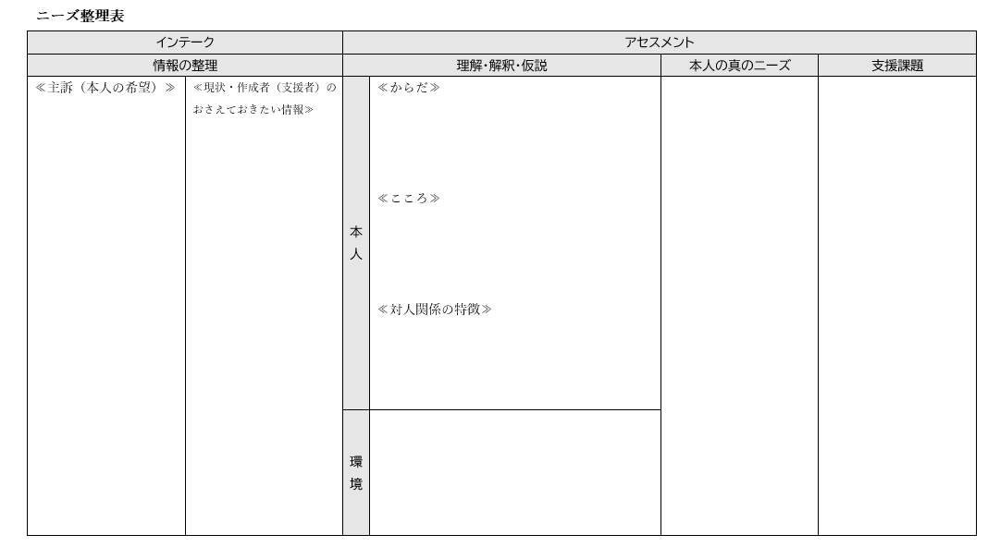 ニーズ整理表
インテーク
アセスメント
情報の整理
理解・解釈・仮説
本人の真のニーズ
支援課題
≪主訴（本人の希望）≫
≪現状・作成者（支援者）の
おさえておきたい情報≫
本人
≪からだ≫
≪こころ≫
≪対人関係の特徴≫
環境